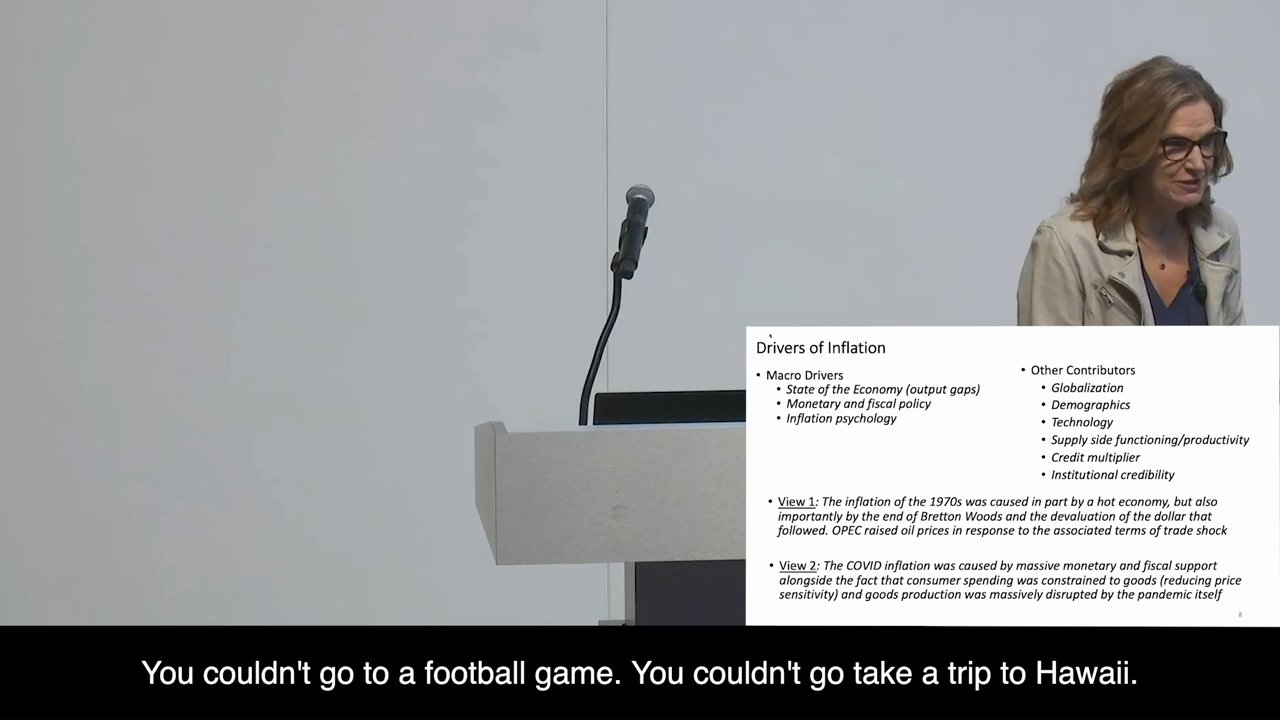 Drivers of Inflation
• Macro Drivers
• State of the Economy (output gaps)
• Monetary and fiscal policy
• Inflation psychology
• Other Contributors
• Globalization
• Demographics
• Technology
• Supply side functioning/productivity
• Credit multiplier
• Institutional credibility
• View 1: The inflation of the 1970s was caused in part by a hot economy, but also
importantly by the end of Bretton Woods and the devaluation of the dollar that
followed. OPEC raised oil prices in response to the associated terms of trade shock
• View 2: The COVID inflation was caused by massive monetary and fiscal support
alongside the fact that consumer spending was constrained to goods (reducing price
sensitivity) and goods production was massively disrupted by the pandemic itself
8
You couldn't go to a football game. You couldn't go take a trip to Hawaii.